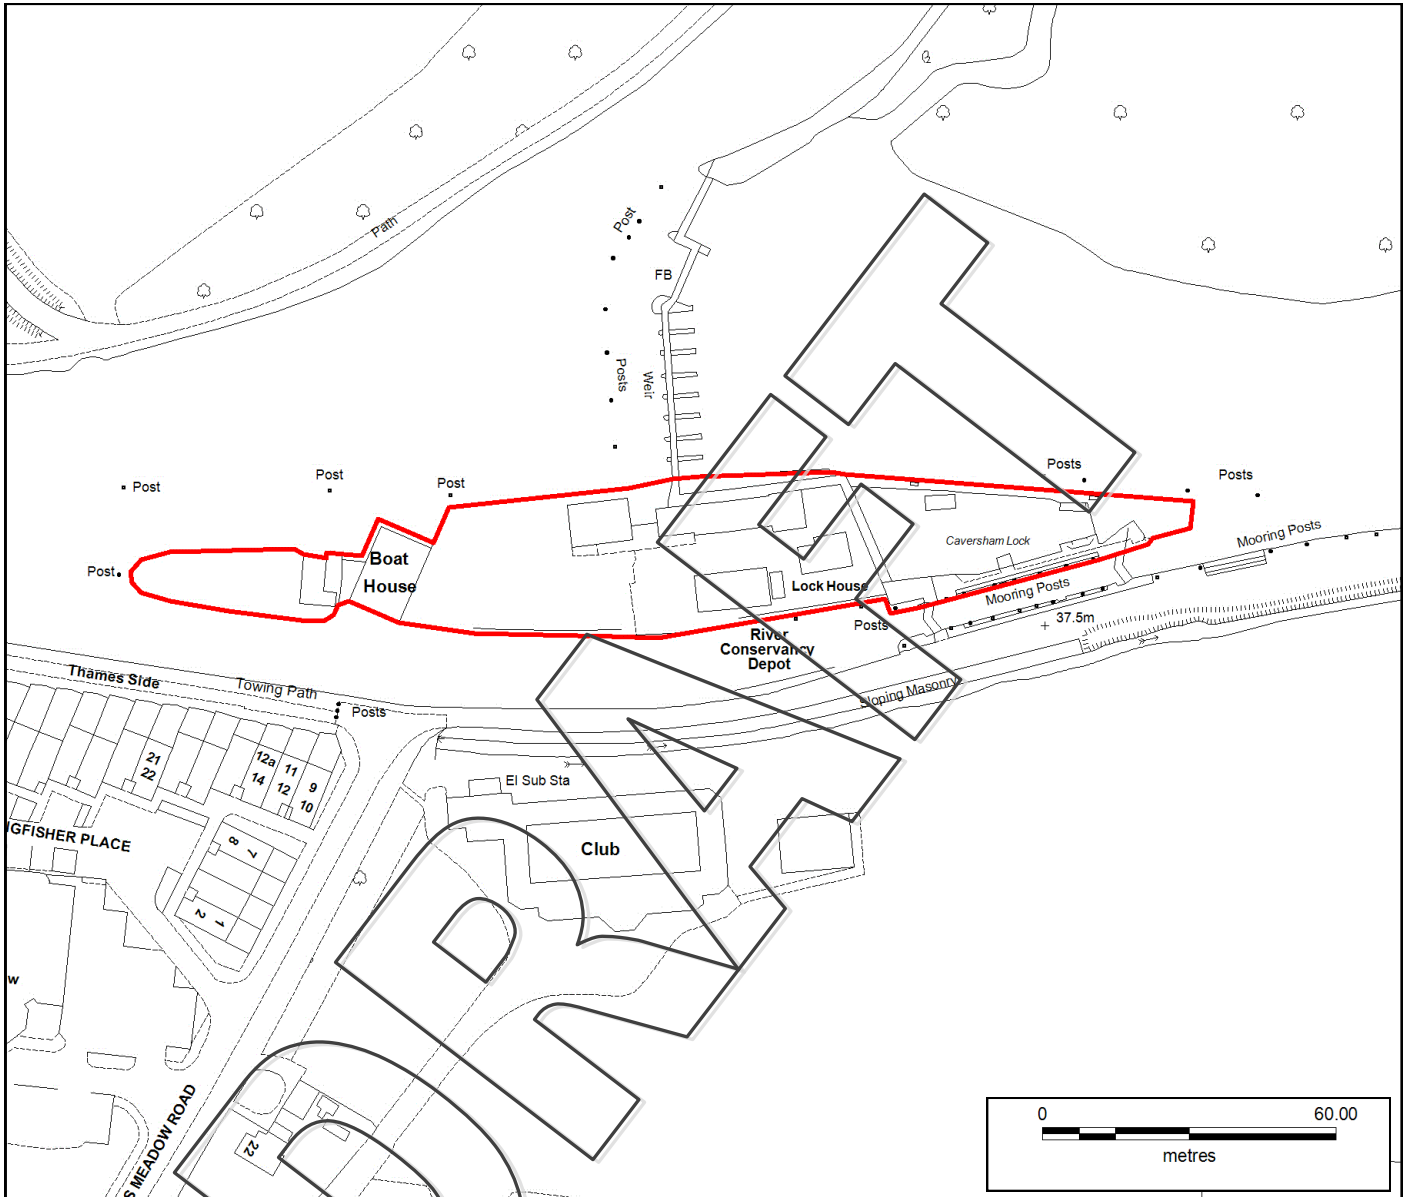 Path
Post
FB
Posts
Weir
Post
Post
Post
Posts
Posts
Mooring Posts
Caversham Lock
Boat
House
Post
Lock House
Mooring Posts
37.5m
Posts
River
Conservancy
Depot
Sloping Masonry
Thames Side
Towing Path
Posts
21
22
12a
14
11
12
9
10
El Sub Sta
Club
NGFISHER PLACE
8
7
2
1
w
22
S MEADOW ROAD
DRAFT
0 60.00
metres